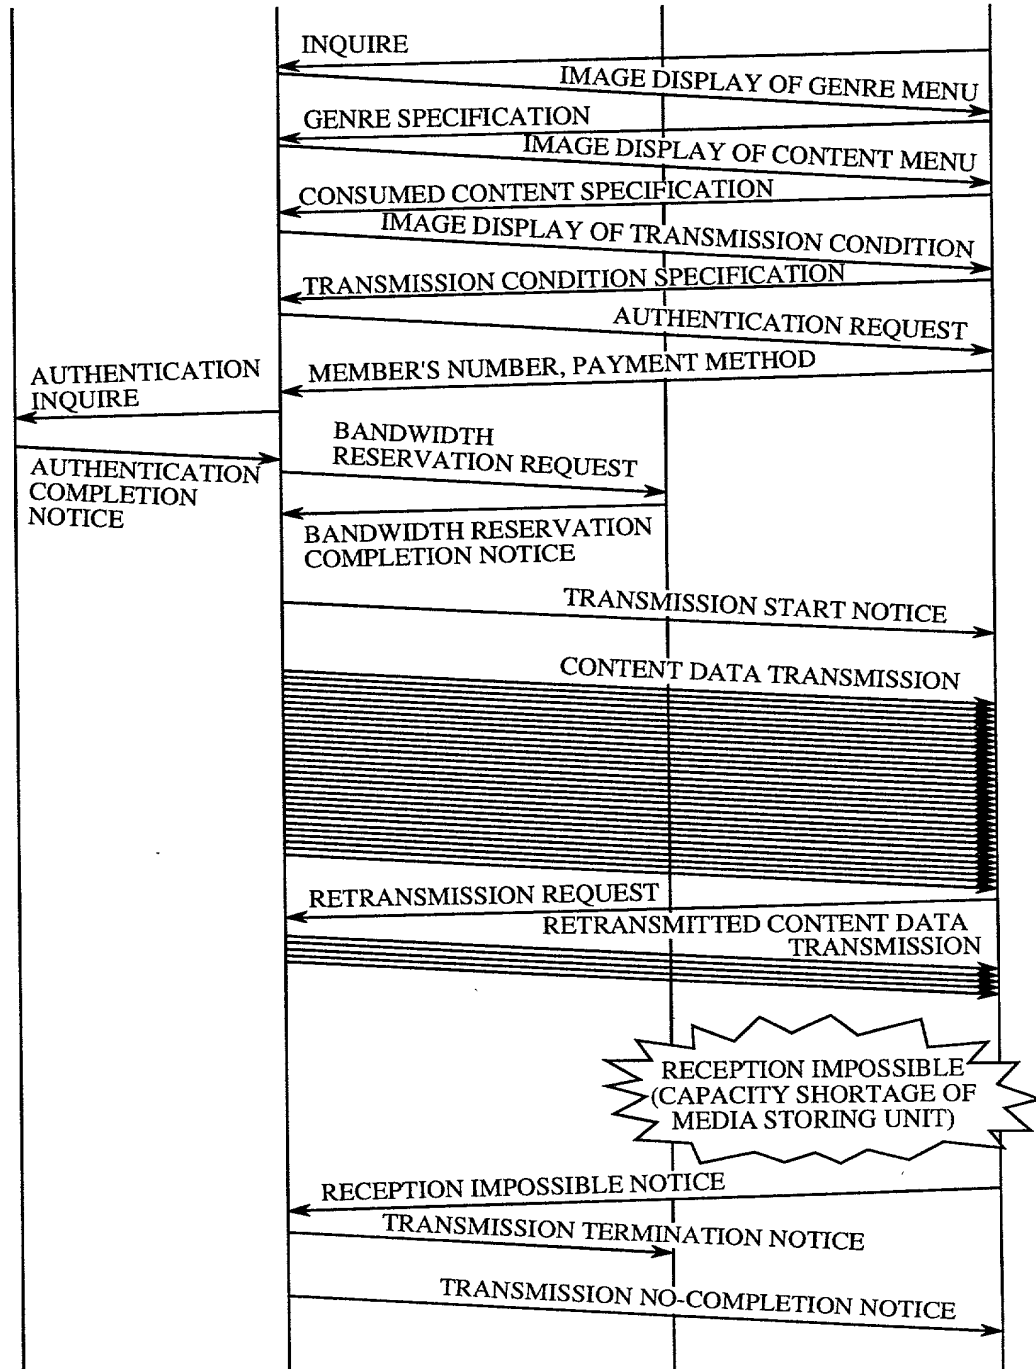 INQUIRE
IMAGE DISPLAY OF GENRE MENU
GENRE SPECIFICATION
IMAGE DISPLAY OF CONTENT MENU
CONSUMED CONTENT SPECIFICATION
IMAGE DISPLAY OF TRANSMISSION CONDITION
TRANSMISSION CONDITION SPECIFICATION
AUTHENTICATION REQUEST
MEMBER'S NUMBER, PAYMENT METHOD
AUTHENTICATION
INQUIRE
BANDWIDTH
RESERVATION REQUEST
AUTHENTICATION
COMPLETION
NOTICE
BANDWIDTH RESERVATION
COMPLETION NOTICE
TRANSMISSION START NOTICE
CONTENT DATA TRANSMISSION
RETRANSMISSION REQUEST
RETRANSMITTED CONTENT DATA
TRANSMISSION
RECEPTION IMPOSSIBLE
(CAPACITY SHORTAGE OF
MEDIA STORING UNIT)
RECEPTION IMPOSSIBLE NOTICE
TRANSMISSION TERMINATION NOTICE
TRANSMISSION NO-COMPLETION NOTICE